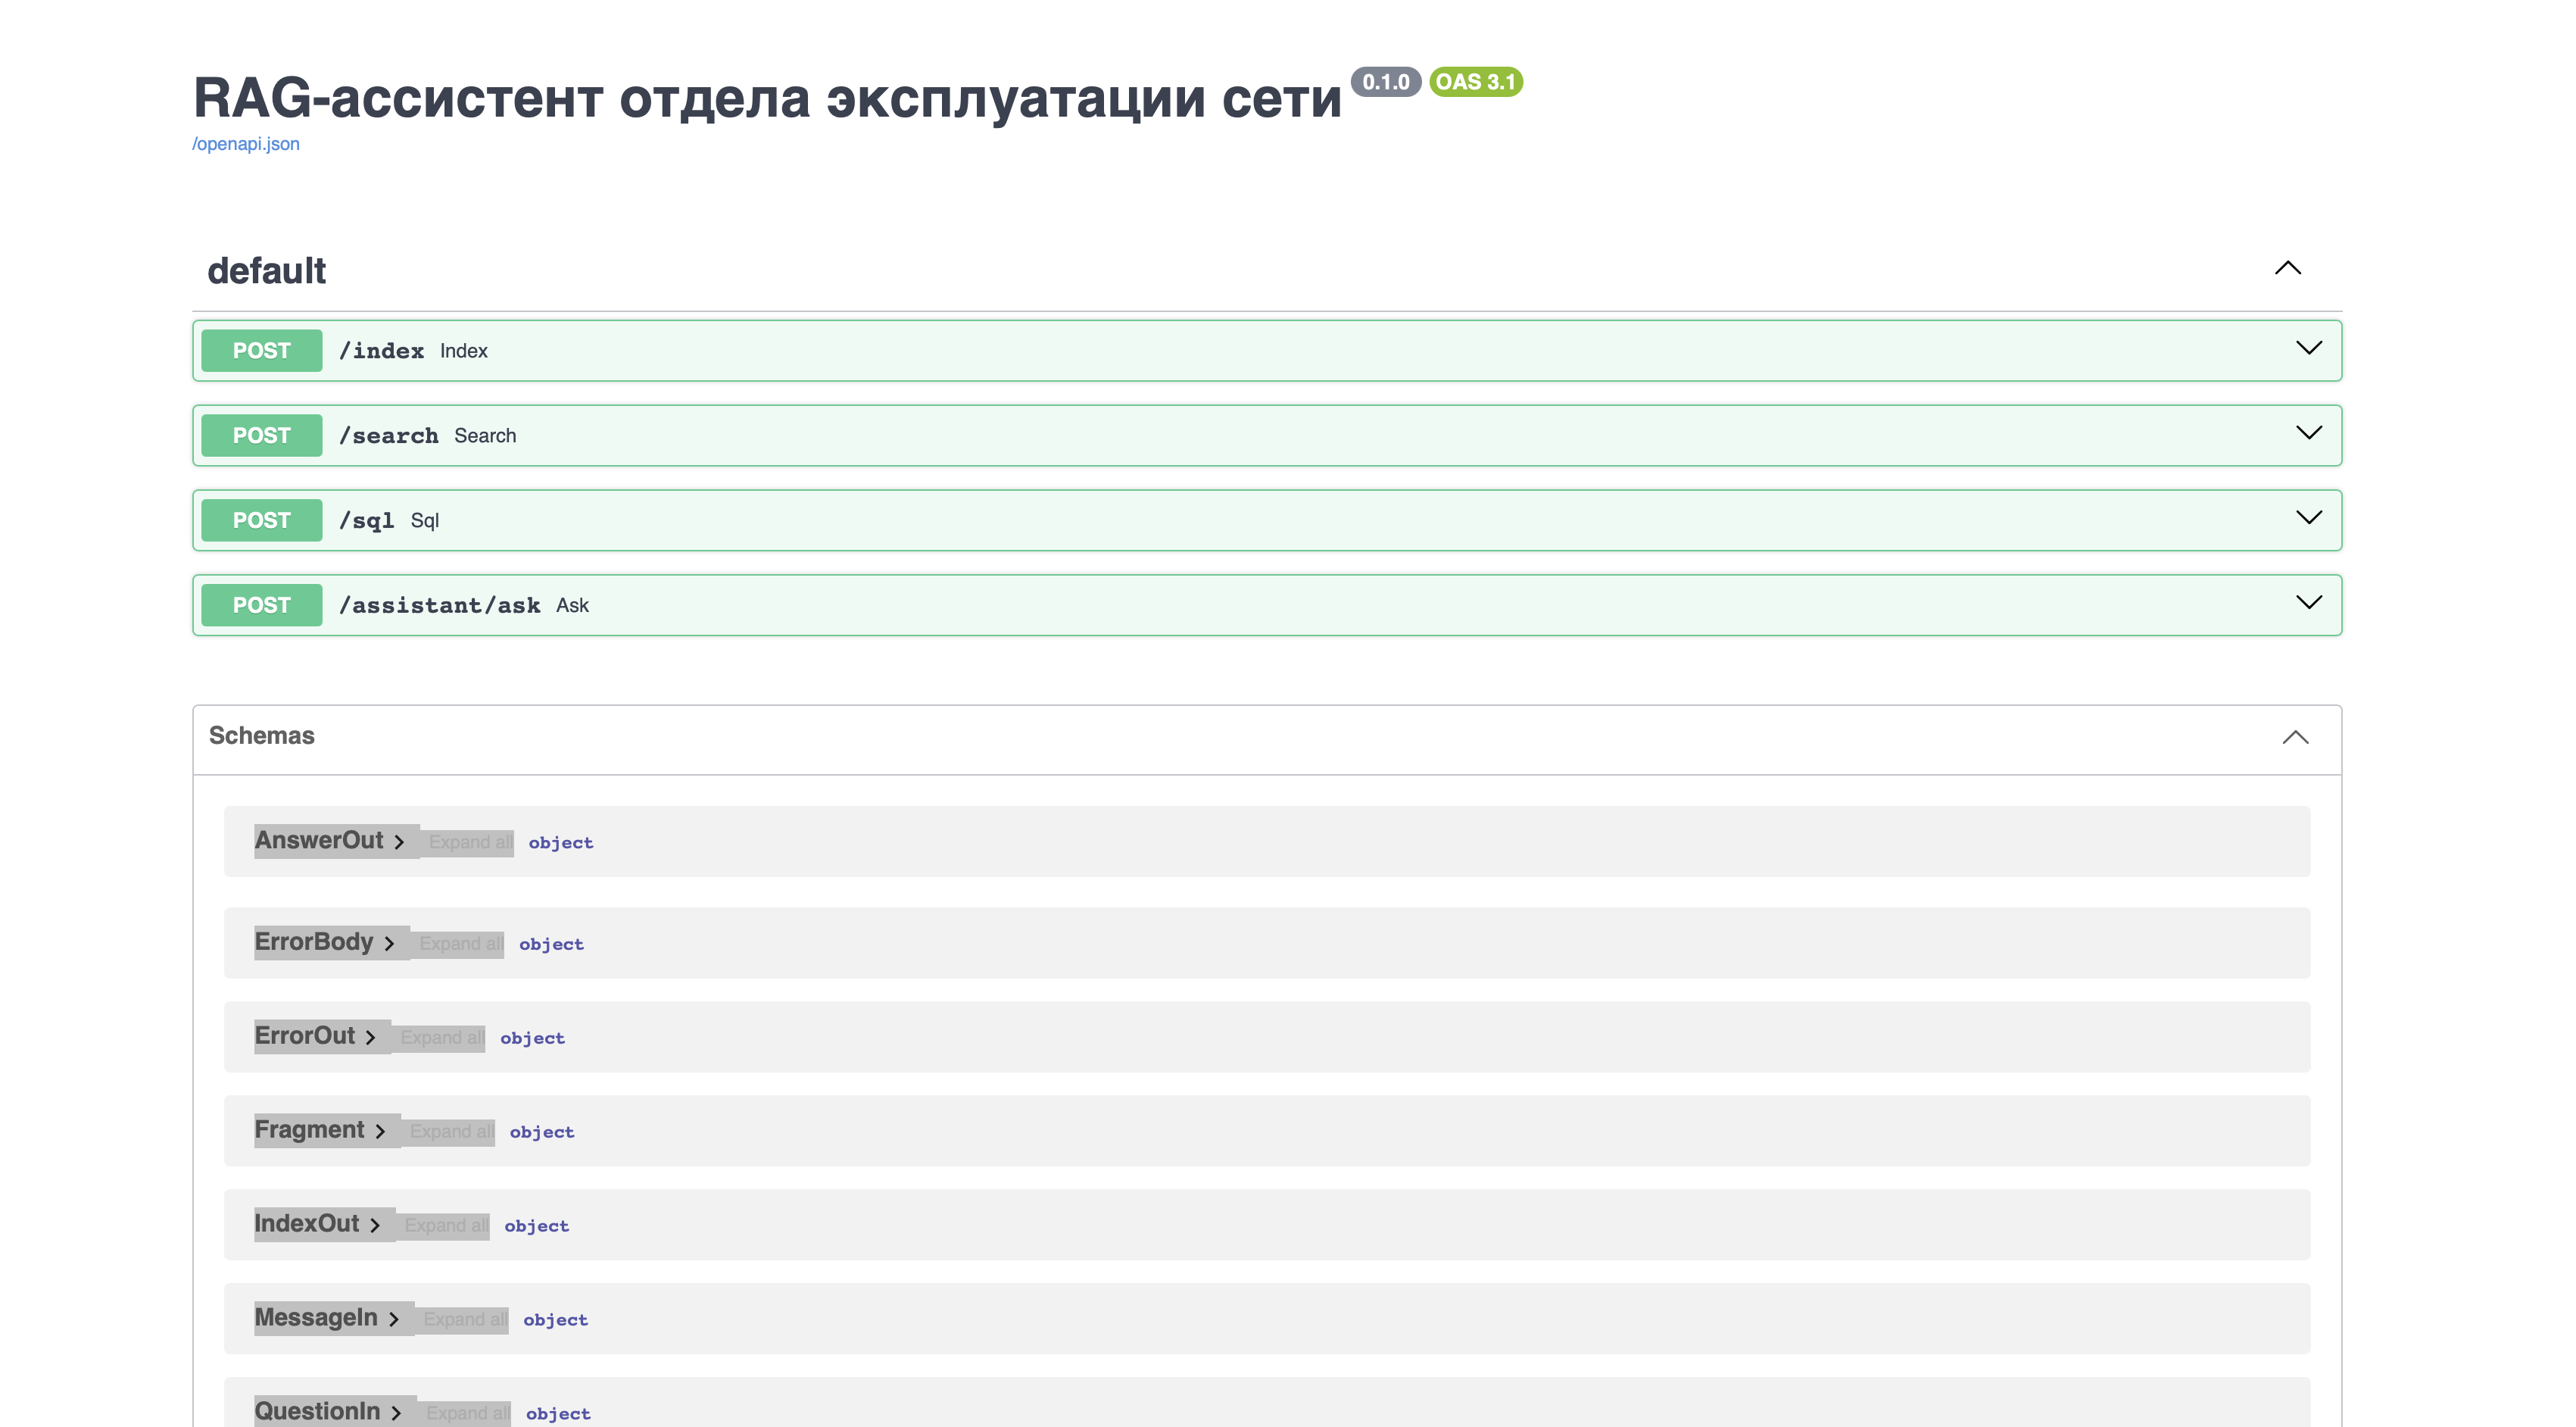 RAG-ассистент отдела эксплуатации сети 0.1.0 OAS 3.1
/openapi.json
default
POST /index Index
POST /search Search
POST /sql Sql
POST /assistant/ask Ask
Schemas
AnswerOut Expand all object
ErrorBody Expand all object
ErrorOut Expand all object
Fragment Expand all object
IndexOut Expand all object
MessageIn Expand all object
QuestionIn Expand all object